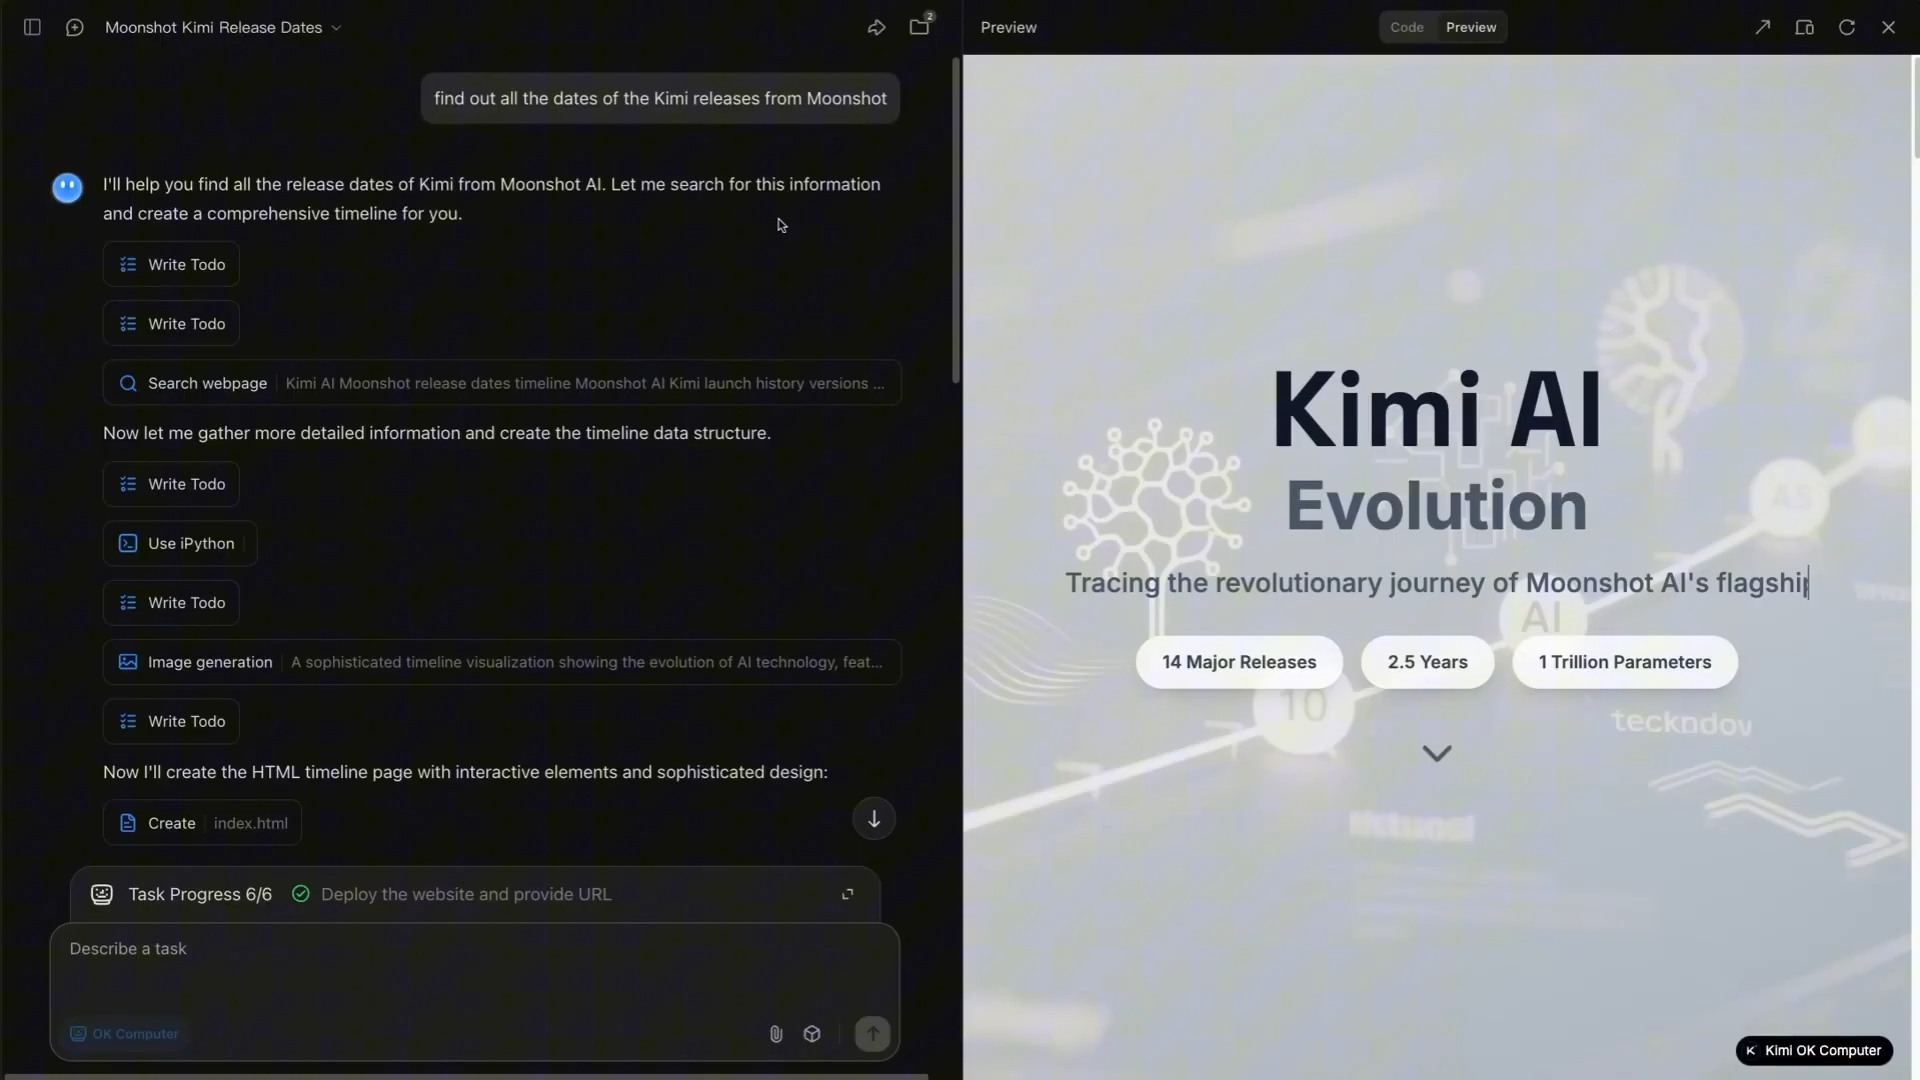 Moonshot Kimi Release Dates
2
find out all the dates of the Kimi releases from Moonshot
I'll help you find all the release dates of Kimi from Moonshot AI. Let me search for this information
and create a comprehensive timeline for you.
Write Todo
Write Todo
Search webpage Kimi AI Moonshot release dates timeline Moonshot AI Kimi launch history versions ...
Now let me gather more detailed information and create the timeline data structure.
Write Todo
Use iPython
Write Todo
Image generation A sophisticated timeline visualization showing the evolution of AI technology, feat...
Write Todo
Now I'll create the HTML timeline page with interactive elements and sophisticated design:
Create index.html
Task Progress 6/6 Deploy the website and provide URL
Describe a task
OK Computer
Preview
Code Preview
Kimi AI
Evolution
Tracing the revolutionary journey of Moonshot AI's flagship
AI
14 Major Releases 2.5 Years 1 Trillion Parameters
10
teckndov
Kimi OK Computer